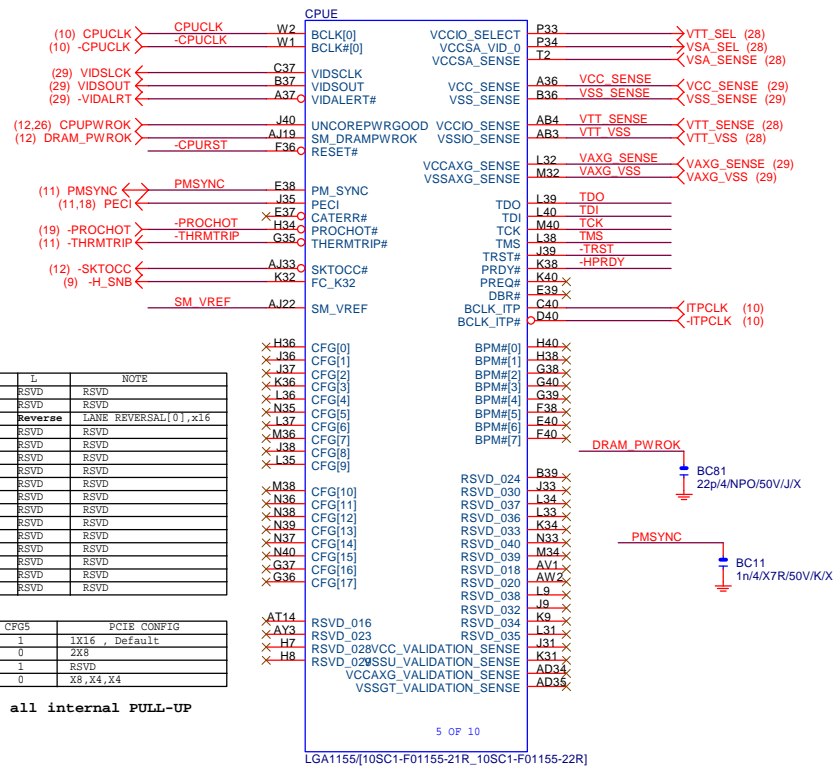 CPUE
(10) CPUCLK CPUCLK W2 BCLK[0]
(10) -CPUCLK -CPUCLK W1 BCLK#[0]
(29) VIDSLCK C37 VIDSCLK
(29) VIDSOUT B37 VIDSOUT
(29) -VIDALRT A37 VIDALERT#
(12,26) CPUPWROK J40 UNCOREPWRGOOD
(12) DRAM_PWROK AJ19 SM_DRAMPWROK
-CPURST F36 RESET#
(11) PMSYNC PMSYNC E38 PM_SYNC
(11,18) PECI J35 PECI
E37 CATERR#
(19) -PROCHOT -PROCHOT H34 PROCHOT#
(11) -THRMTRIP -THRMTRIP G35 THERMTRIP#
(12) -SKTOCC AJ33 SKTOCC#
(9) -H_SNB K32 FC_K32
SM_VREF AJ22 SM_VREF
H36 CFG[0]
J36 CFG[1]
J37 CFG[2]
K36 CFG[3]
L36 CFG[4]
N35 CFG[5]
L37 CFG[6]
M36 CFG[7]
J38 CFG[8]
L35 CFG[9]
M38 CFG[10]
N36 CFG[11]
N38 CFG[12]
N39 CFG[13]
N37 CFG[14]
N40 CFG[15]
G37 CFG[16]
G36 CFG[17]
AT14 RSVD_016
AY3 RSVD_023
H7 RSVD_028
H8 RSVD_029
VCCIO_SELECT P33 VTT_SEL (28)
VCCSA_VID_0 P34 VSA_SEL (28)
VCCSA_SENSE T2 VSA_SENSE (28)
VCC_SENSE A36 VCC_SENSE VCC_SENSE (29)
VSS_SENSE B36 VSS_SENSE VSS_SENSE (29)
VCCIO_SENSE AB4 VTT_SENSE VTT_SENSE (28)
VSSIO_SENSE AB3 VTT_VSS VTT_VSS (28)
VCCAXG_SENSE L32 VAXG_SENSE VAXG_SENSE (29)
VSSAXG_SENSE M32 VAXG_VSS VAXG_VSS (29)
TDO L39 TDO
TDI L40 TDI
TCK M40 TCK
TMS L38 TMS
TRST# J39 -TRST
PRDY# K38 -HPRDY
PREQ# K40
DBR# E39
BCLK_ITP C40 ITPCLK (10)
BCLK_ITP# D40 -ITPCLK (10)
BPM#[0] H40
BPM#[1] H38
BPM#[2] G38
BPM#[3] G40
BPM#[4] G39
BPM#[5] F38
BPM#[6] E40
BPM#[7] F40
RSVD_024 B39
RSVD_030 J33
RSVD_037 L34
RSVD_036 L33
RSVD_033 K34
RSVD_040 N33
RSVD_039 M34
RSVD_018 AV1
RSVD_020 AW2
RSVD_038 L9
RSVD_032 J9
RSVD_034 K9
RSVD_035 L31
VCC_VALIDATION_SENSE J31
VSSU_VALIDATION_SENSE K31
VCCAXG_VALIDATION_SENSE AD34
VSSGT_VALIDATION_SENSE AD35
5 OF 10
LGA1155/[10SC1-F01155-21R_10SC1-F01155-22R]
DRAM_PWROK
BC81
22p/4/NPO/50V/J/X
PMSYNC
BC11
1n/4/X7R/50V/K/X
L NOTE
RSVD RSVD
RSVD RSVD
Reverse LANE REVERSAL[0],x16
RSVD RSVD
RSVD RSVD
RSVD RSVD
RSVD RSVD
RSVD RSVD
RSVD RSVD
RSVD RSVD
RSVD RSVD
RSVD RSVD
RSVD RSVD
RSVD RSVD
RSVD RSVD
RSVD RSVD
CFG5 PCIE CONFIG
1 1X16 , Default
0 2X8
1 RSVD
0 X8,X4,X4
all internal PULL-UP